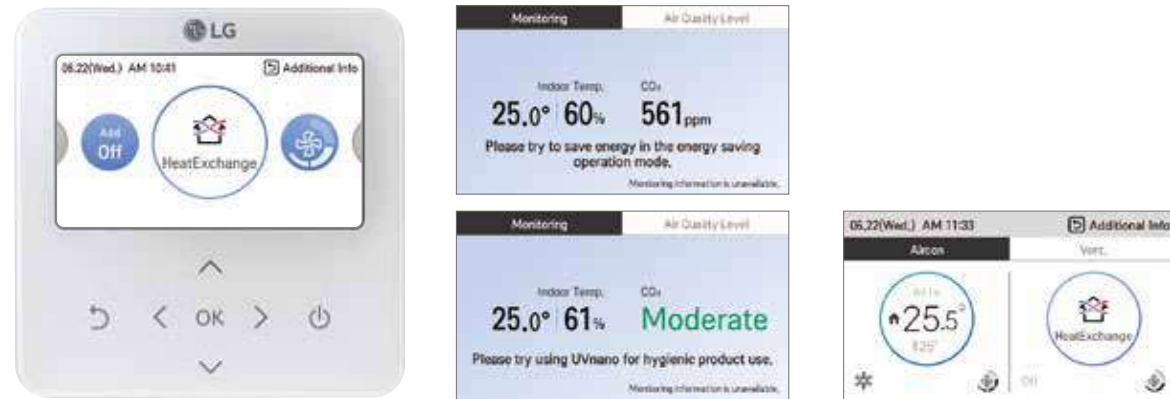 LG
06.22(Wed.) AM 10:41 Additional Info
Add
Off
HeatExchange
OK
Monitoring Air Quality Level
Indoor Temp. CO₂
25.0° 60% 561ppm
Please try to save energy in the energy saving
operation mode.
Monitoring information is unavailable.
Monitoring Air Quality Level
Indoor Temp. CO₂
25.0° 61% Moderate
Please try using UVnano for hygienic product use.
Monitoring information is unavailable.
06.22(Wed.) AM 11:33 Additional Info
Aircon Vent.
25.5°
HeatExchange
Off